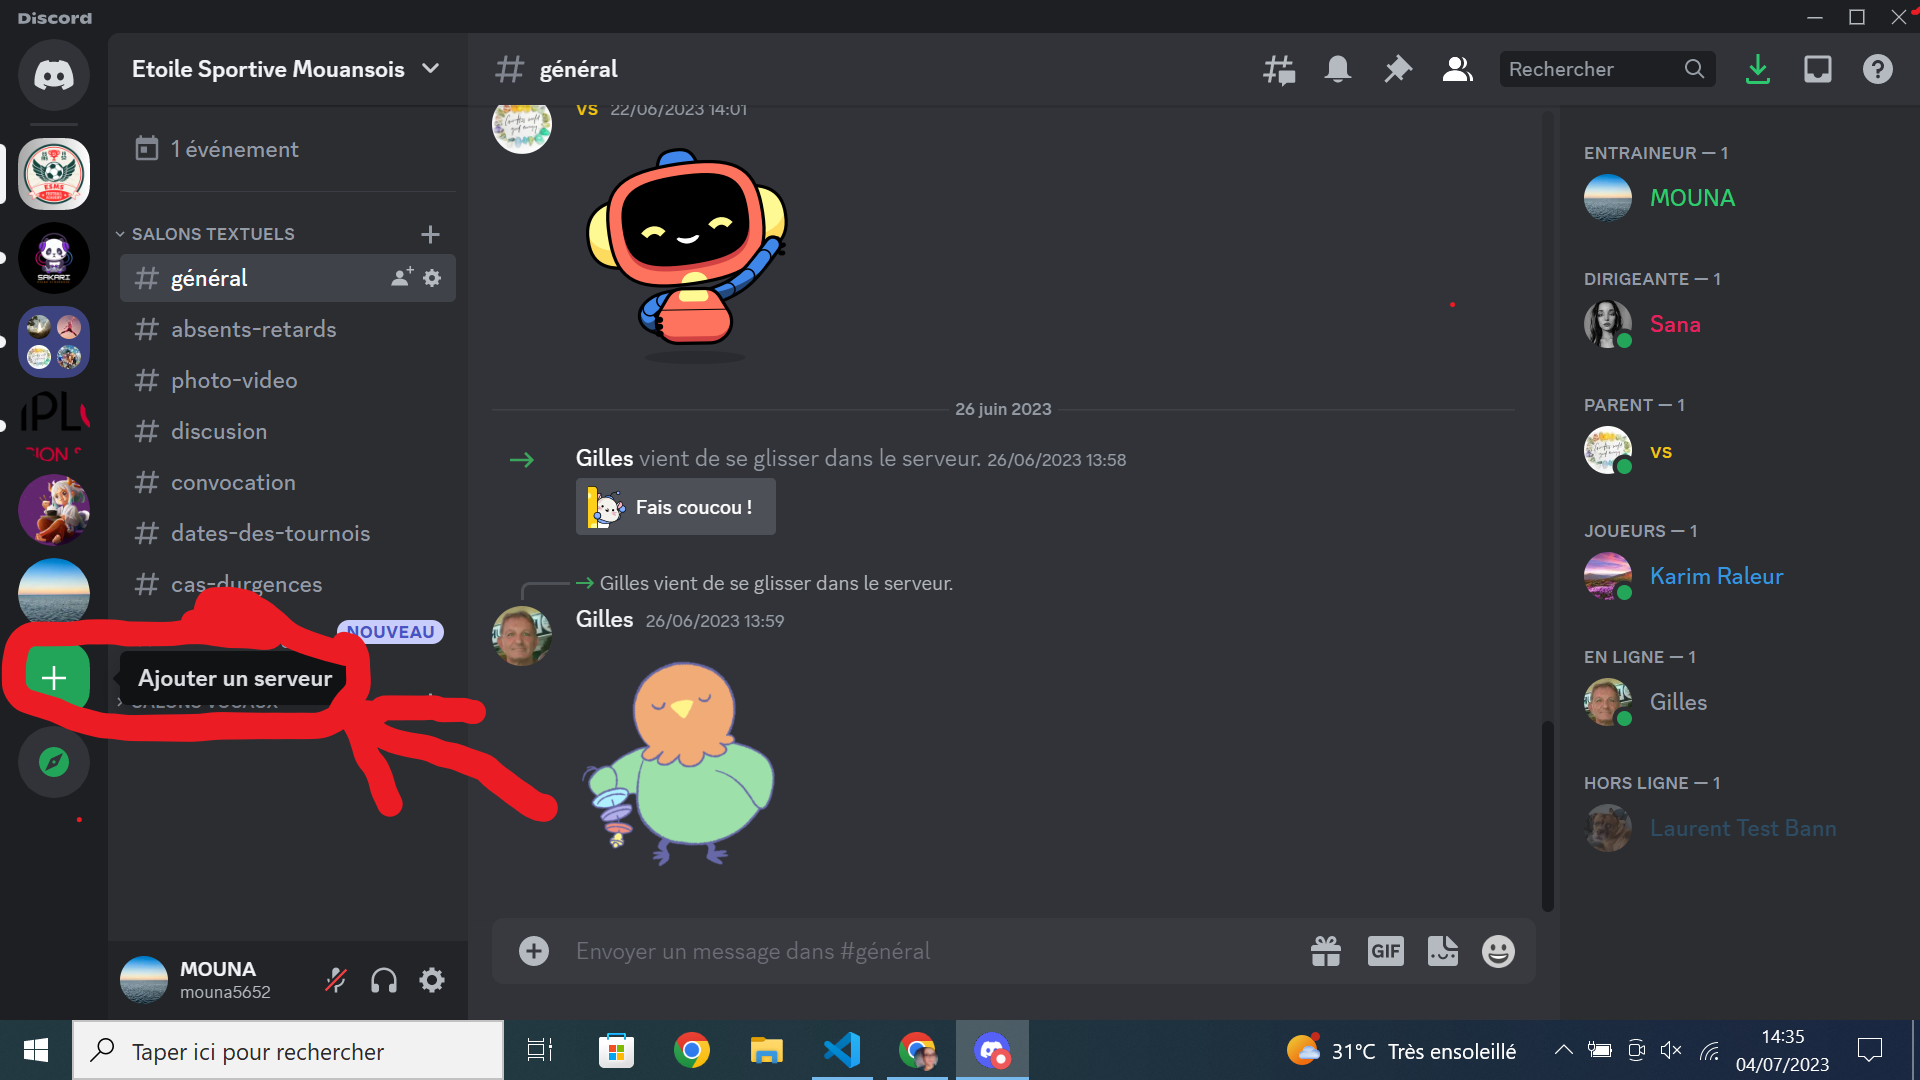 Discord
Etoile Sportive Mouansois
1 événement
SALONS TEXTUELS
général
absents-retards
photo-video
discusion
convocation
dates-des-tournois
cas-durgences
NOUVEAU
Ajouter un serveur
SALONS VOCAUX
ESMS
SAKARI
MOUNA
mouna5652
# général
Rechercher
vs 22/06/2023 14:01
26 juin 2023
Gilles vient de se glisser dans le serveur. 26/06/2023 13:58
Fais coucou !
Gilles vient de se glisser dans le serveur.
Gilles 26/06/2023 13:59
Envoyer un message dans #général
GIF
ENTRAINEUR — 1
MOUNA
DIRIGEANTE — 1
Sana
PARENT — 1
vs
JOUEURS — 1
Karim Raleur
EN LIGNE — 1
Gilles
HORS LIGNE — 1
Laurent Test Bann
Taper ici pour rechercher
31°C Très ensoleillé
14:35
04/07/2023